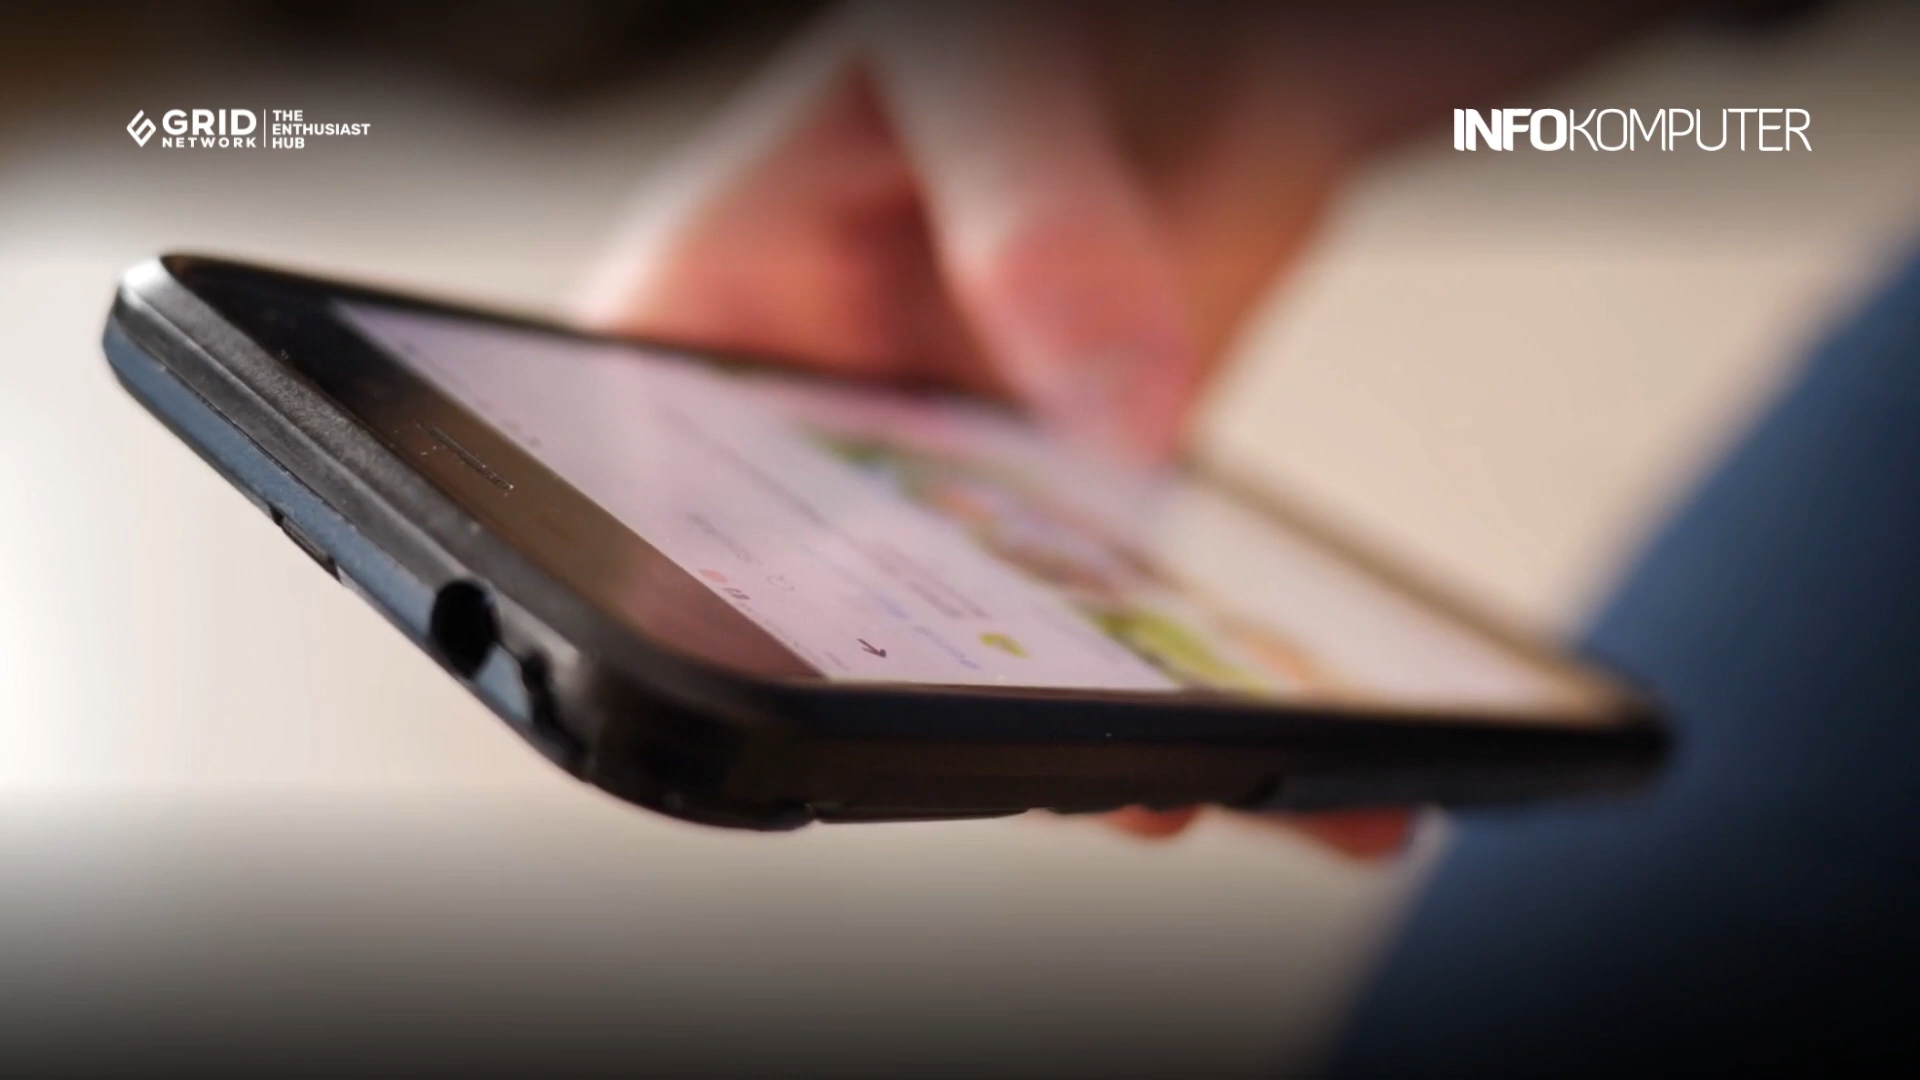 GRID
NETWORK
THE
ENTHUSIAST
HUB
INFOKOMPUTER